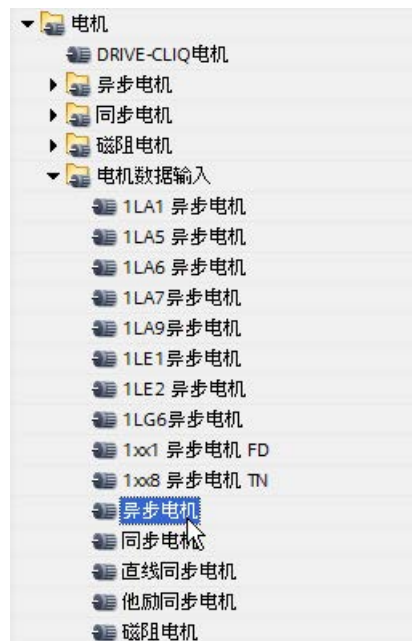 电机
DRIVE-CLIQ电机
异步电机
同步电机
磁阻电机
电机数据输入
1LA1 异步电机
1LA5 异步电机
1LA6 异步电机
1LA7异步电机
1LA9异步电机
1LE1异步电机
1LE2 异步电机
1LG6异步电机
1xx1 异步电机 FD
1xx8 异步电机 TN
异步电机
同步电机
直线同步电机
他励同步电机
磁阻电机